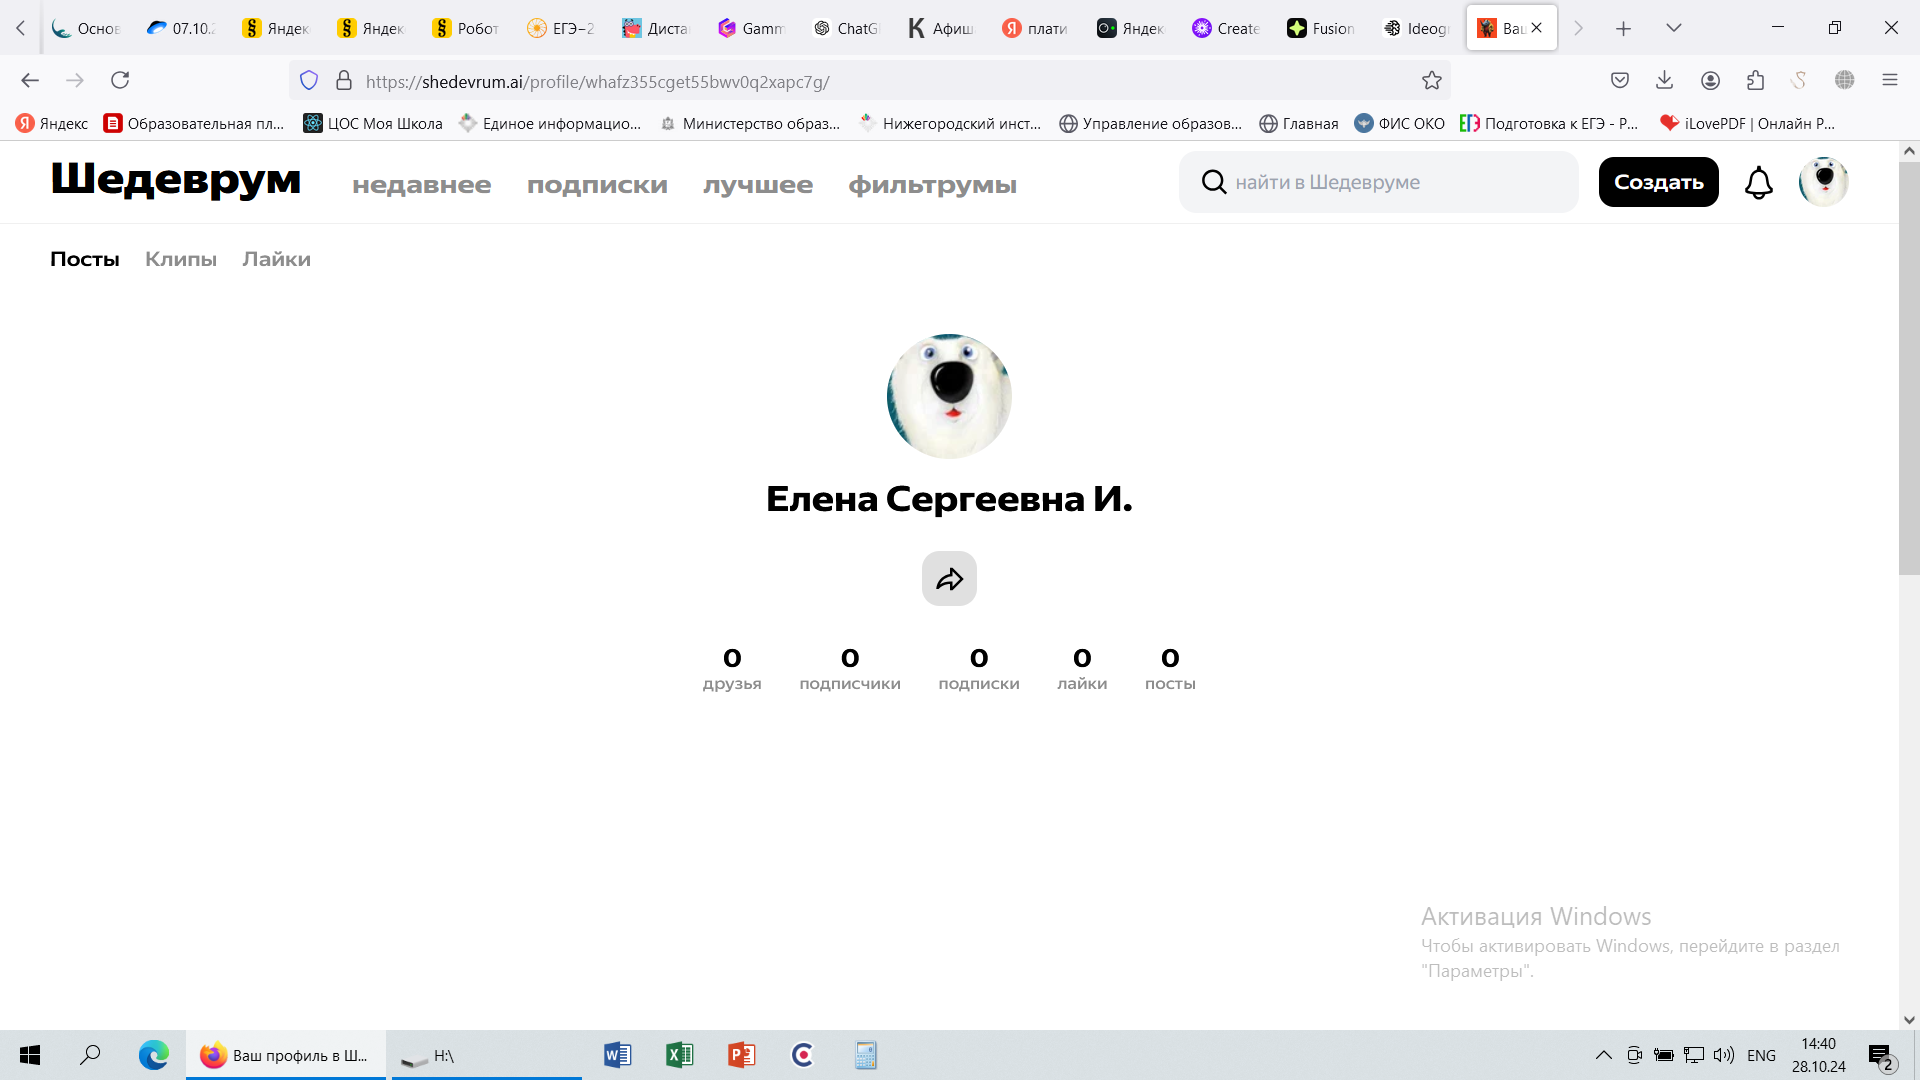 Основ
07.10.2
Яндек
Яндек
Робот
ЕГЭ–2
Диста
Gamm
ChatG
Афиш
плати
Яндек
Create
Fusion
Ideogr
Ваш
https://shedevrum.ai/profile/whafz355cget55bwv0q2xapc7g/
Яндекс
Образовательная пл...
ЦОС Моя Школа
Единое информацио...
Министерство образ...
Нижегородский инст...
Управление образов...
Главная
ФИС ОКО
Подготовка к ЕГЭ - Р...
iLovePDF | Онлайн Р...
Шедеврум
недавнее
подписки
лучшее
фильтрумы
найти в Шедевруме
Создать
Посты
Клипы
Лайки
Елена Сергеевна И.
0 0 0 0 0
друзья подписчики подписки лайки посты
Активация Windows
Чтобы активировать Windows, перейдите в раздел
"Параметры".
Ваш профиль в Ш...
H:\
ENG
14:40
28.10.24
2